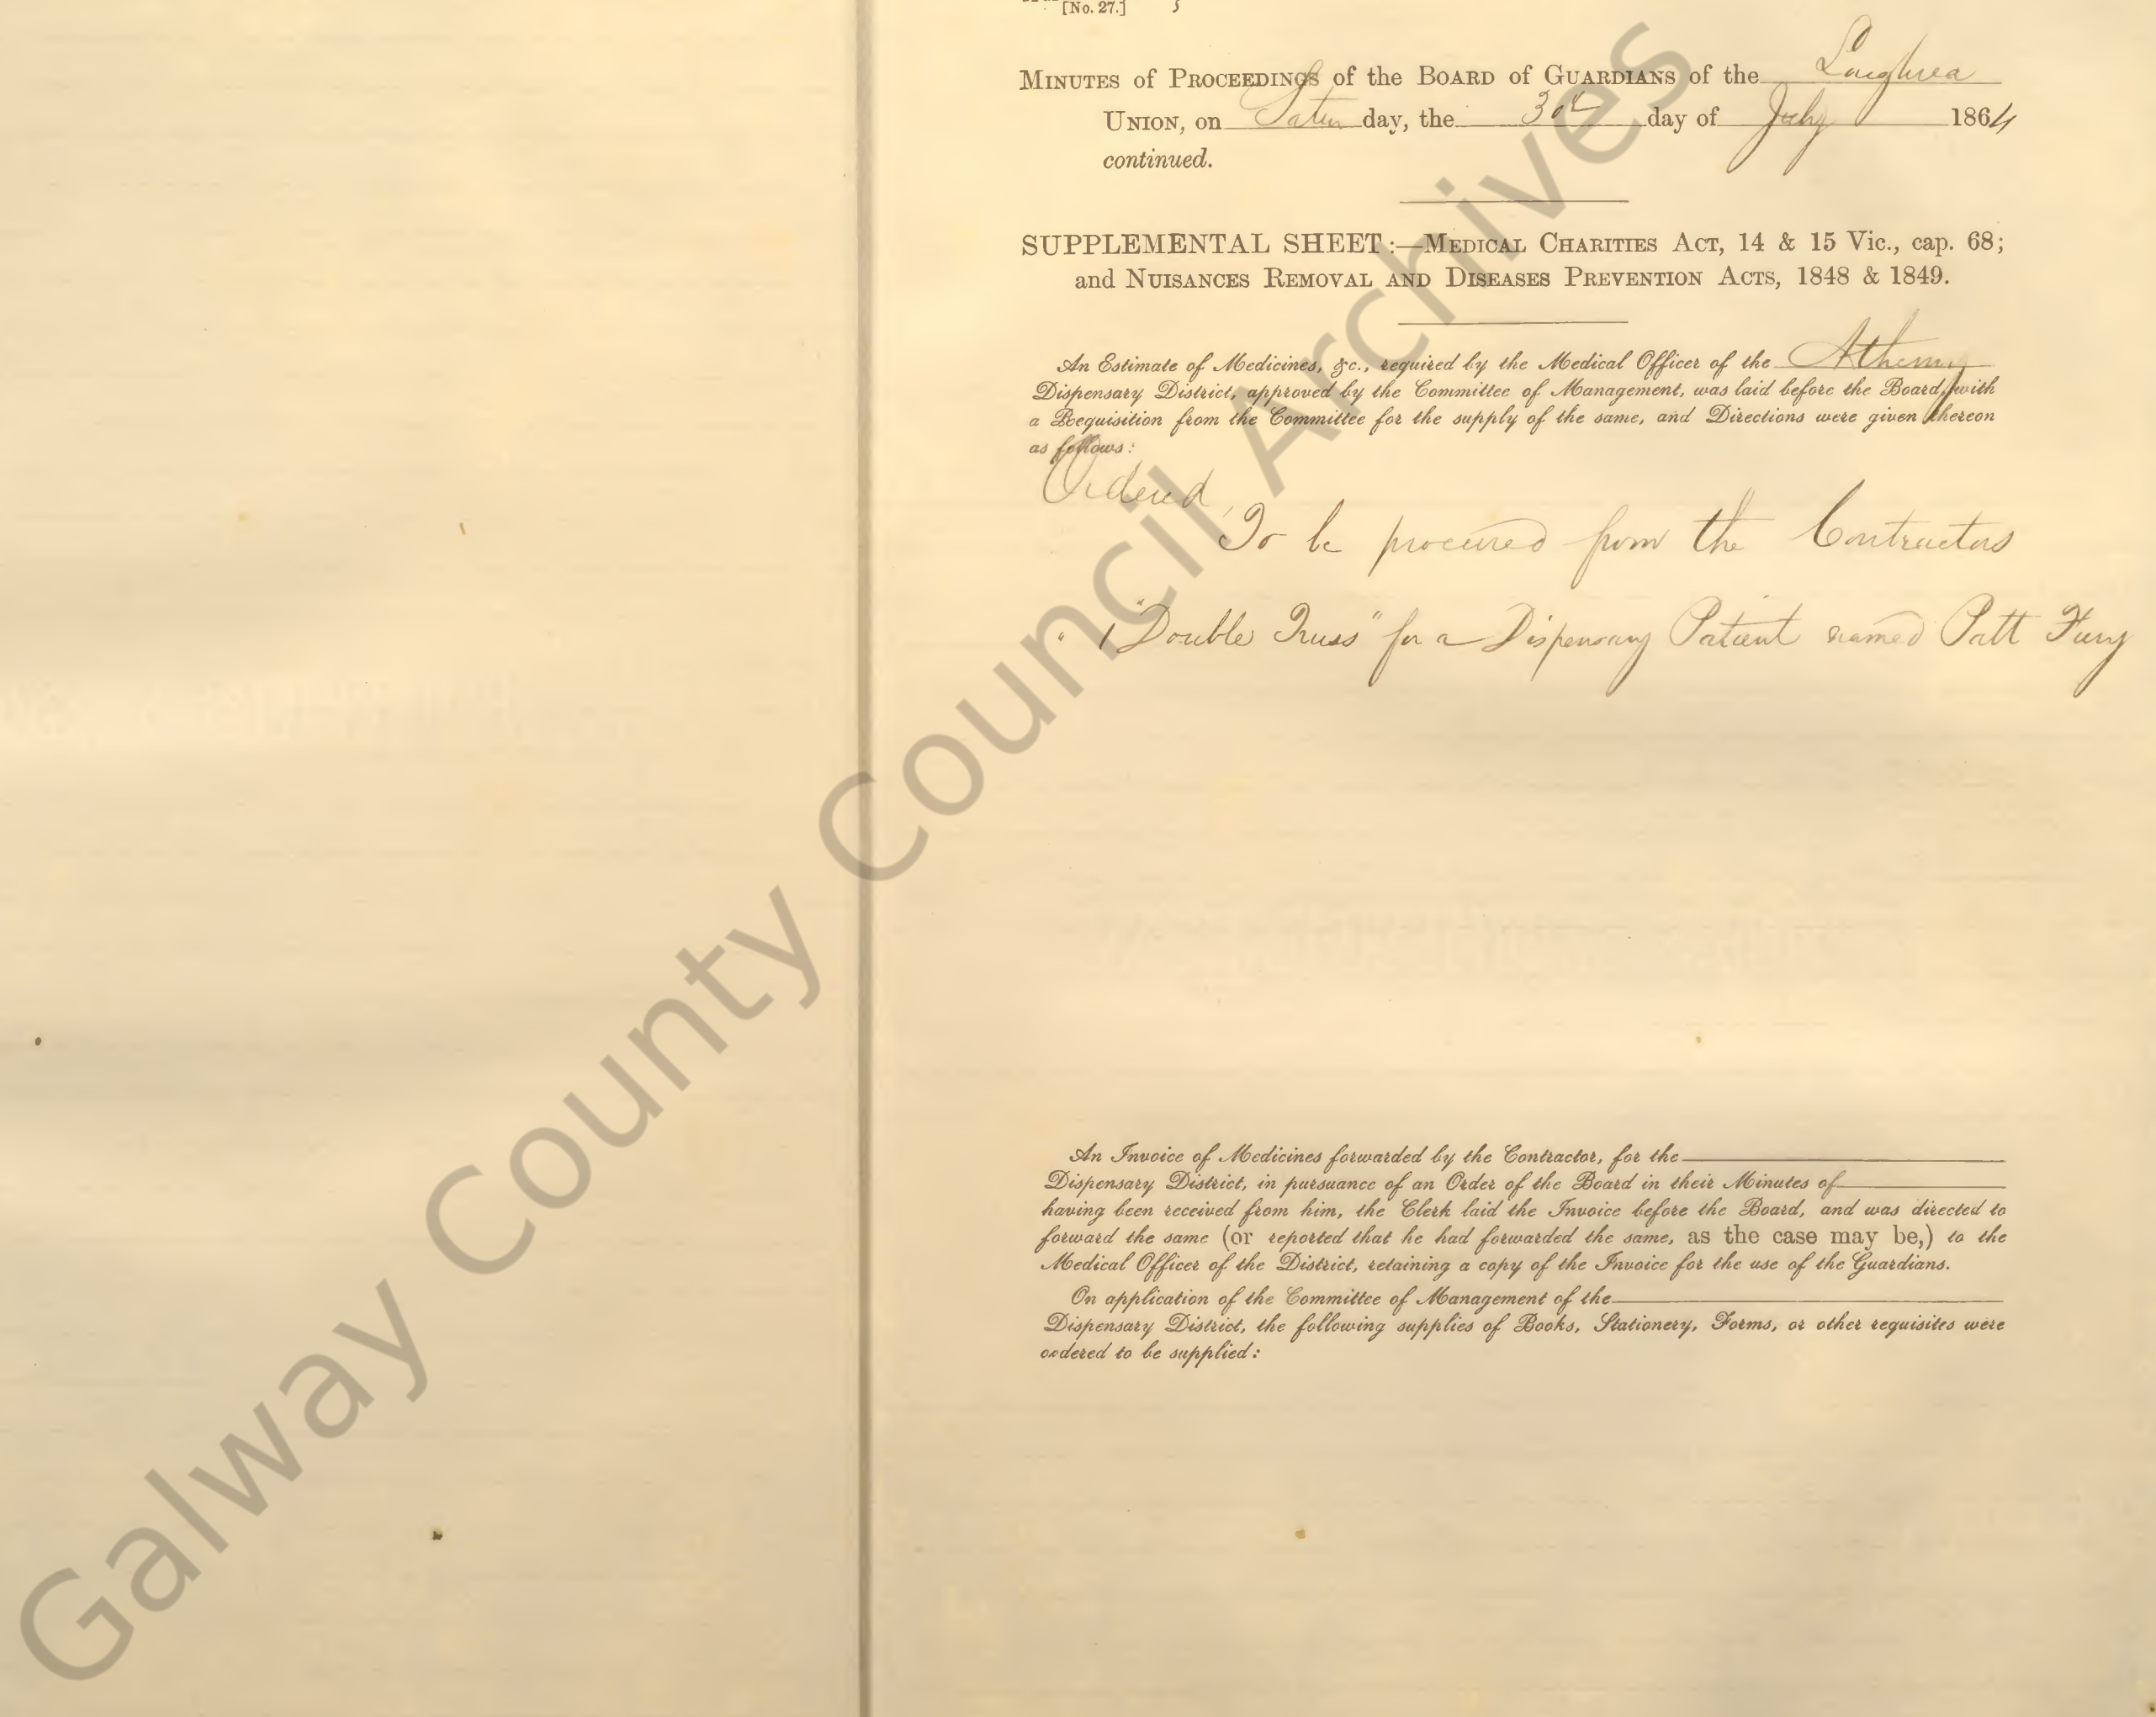 [No. 27.]
MINUTES of PROCEEDINGS of the BOARD of GUARDIANS of the Loughrea
UNION, on Satur day, the 30th day of July 1864
continued.
SUPPLEMENTAL SHEET:—MEDICAL CHARITIES ACT, 14 & 15 Vic., cap. 68;
and NUISANCES REMOVAL AND DISEASES PREVENTION ACTS, 1848 & 1849.
An Estimate of Medicines, &c., required by the Medical Officer of the Athenry
Dispensary District, approved by the Committee of Management, was laid before the Board, with
a Requisition from the Committee for the supply of the same, and Directions were given thereon
as follows:
Ordered,
To be procured from the Contractors
" 1 "Double Truss" for a Dispensary Patient named Patt Fury
An Invoice of Medicines forwarded by the Contractor, for the
Dispensary District, in pursuance of an Order of the Board in their Minutes of
having been received from him, the Clerk laid the Invoice before the Board, and was directed to
forward the same (or reported that he had forwarded the same, as the case may be,) to the
Medical Officer of the District, retaining a copy of the Invoice for the use of the Guardians.
On application of the Committee of Management of the
Dispensary District, the following supplies of Books, Stationery, Forms, or other requisites were
ordered to be supplied:
Galway County Council Archives